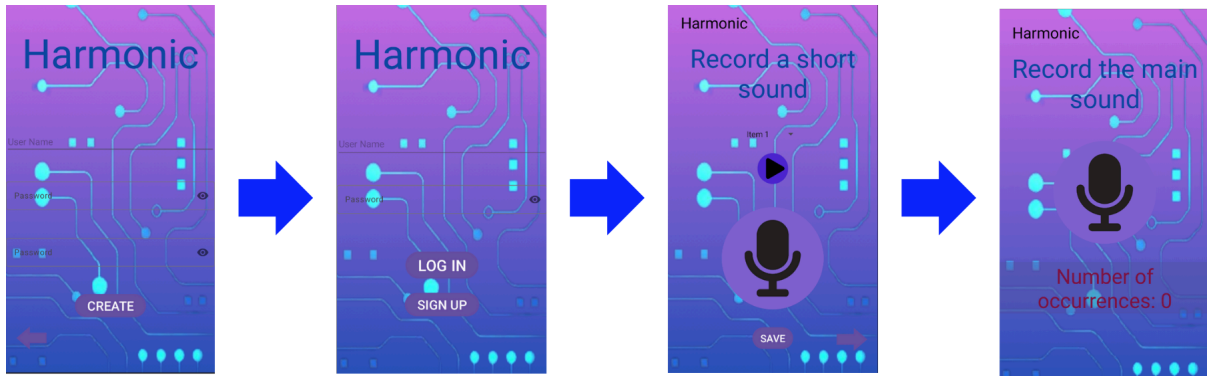 Harmonic
User Name
Password
Password
CREATE
Harmonic
User Name
Password
LOG IN
SIGN UP
Harmonic
Record a short
sound
Item 1
SAVE
Harmonic
Record the main
sound
Number of
occurrences: 0